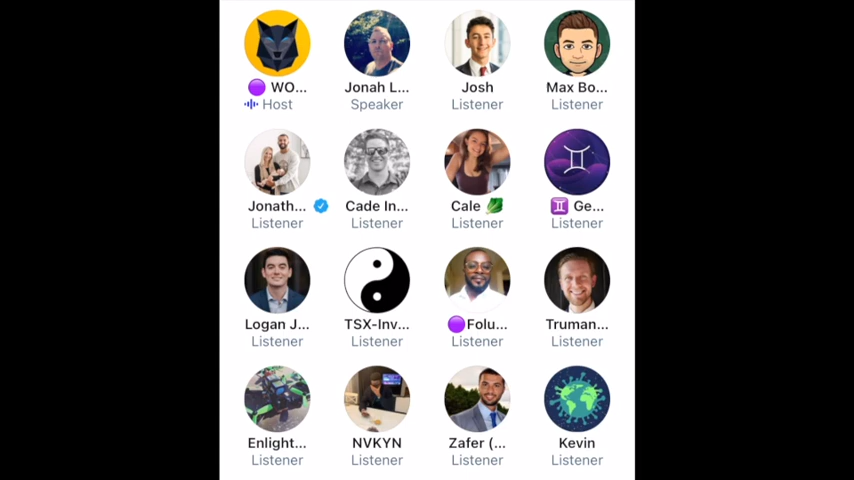 🟣 WO... Jonah L... Josh Max Bo...
Host Speaker Listener Listener
Jonath... Cade In... Cale 🥬 ♊ Ge...
Listener Listener Listener Listener
Logan J... TSX-Inv... 🟣Folu... Truman...
Listener Listener Listener Listener
Enlight... NVKYN Zafer (... Kevin
Listener Listener Listener Listener